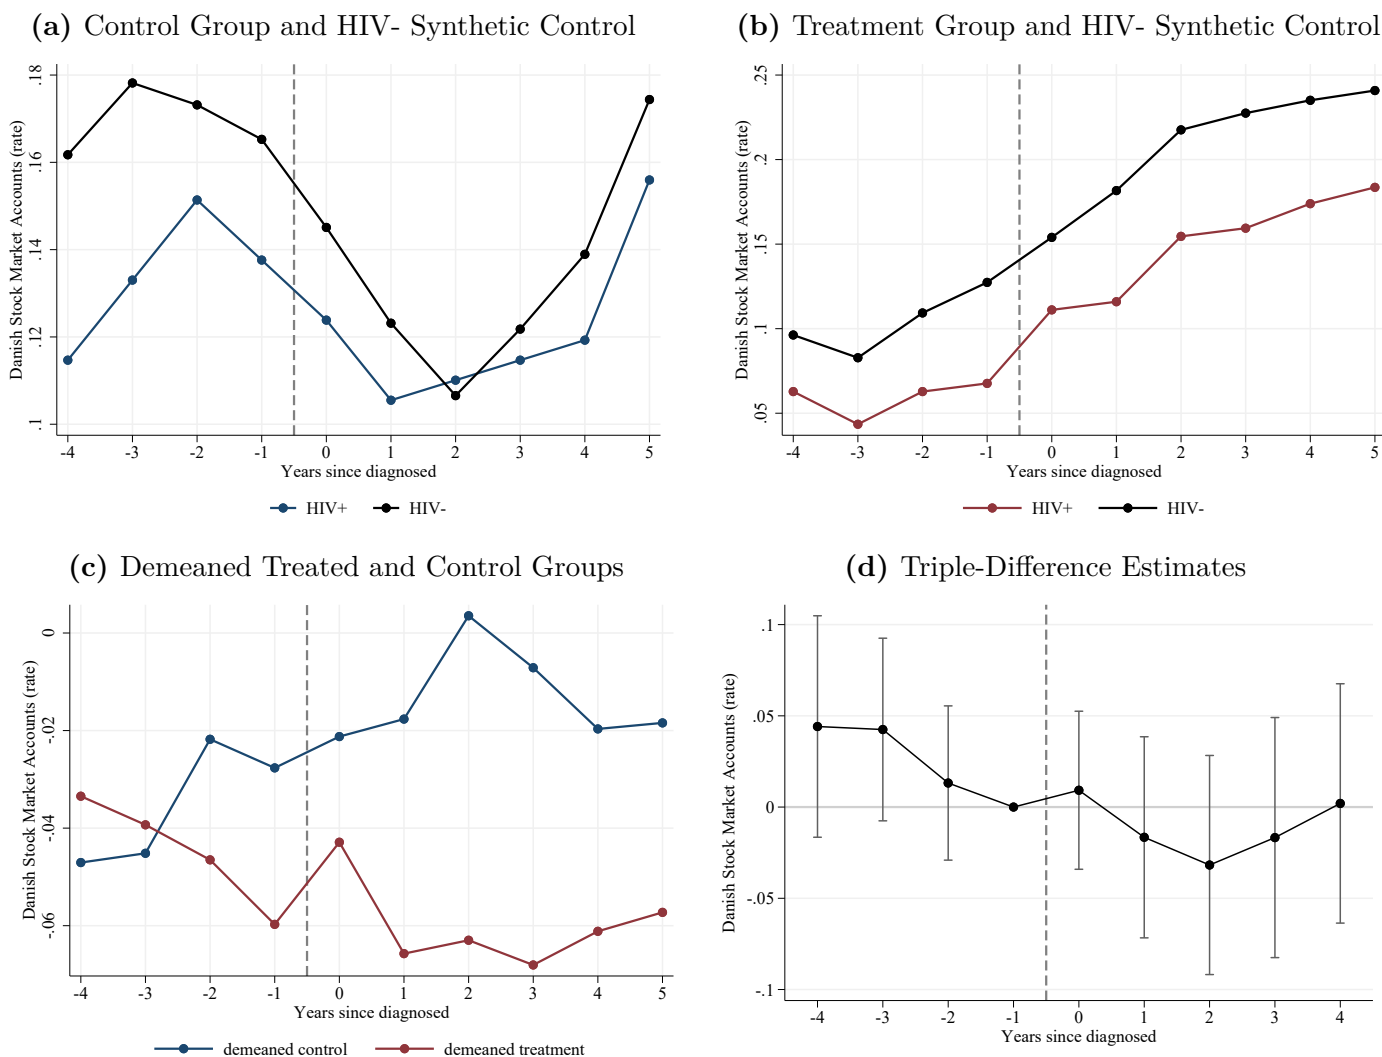 (a) Control Group and HIV- Synthetic Control
Danish Stock Market Accounts (rate)
.18
.16
.14
.12
.1
-4 -3 -2 -1 0 1 2 3 4 5
Years since diagnosed
HIV+ HIV-
(b) Treatment Group and HIV- Synthetic Control
Danish Stock Market Accounts (rate)
.25
.2
.15
.1
.05
-4 -3 -2 -1 0 1 2 3 4 5
Years since diagnosed
HIV+ HIV-
(c) Demeaned Treated and Control Groups
Danish Stock Market Accounts (rate)
0
-.02
-.04
-.06
-4 -3 -2 -1 0 1 2 3 4 5
Years since diagnosed
demeaned control demeaned treatment
(d) Triple-Difference Estimates
Danish Stock Market Accounts (rate)
.1
.05
0
-.05
-.1
-4 -3 -2 -1 0 1 2 3 4
Years since diagnosed